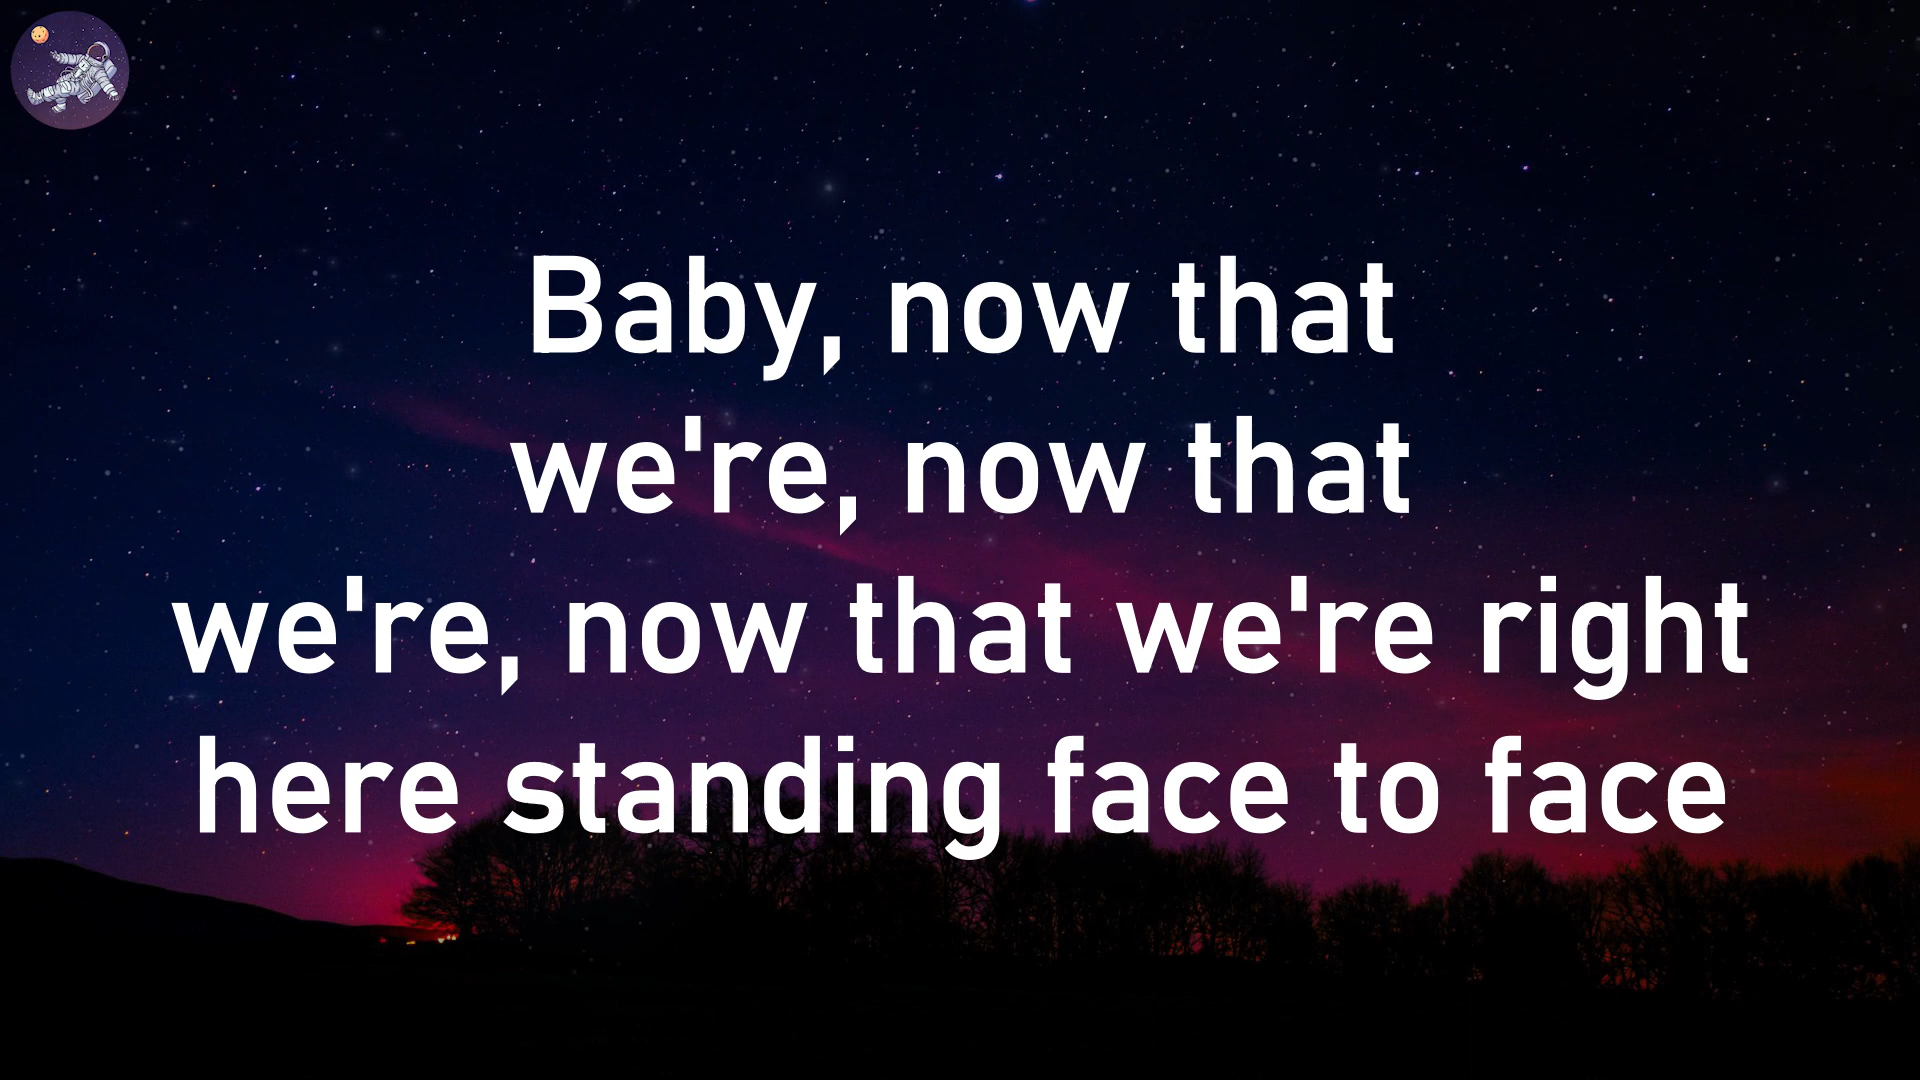 Baby, now that
we're, now that
we're, now that we're right
here standing face to face